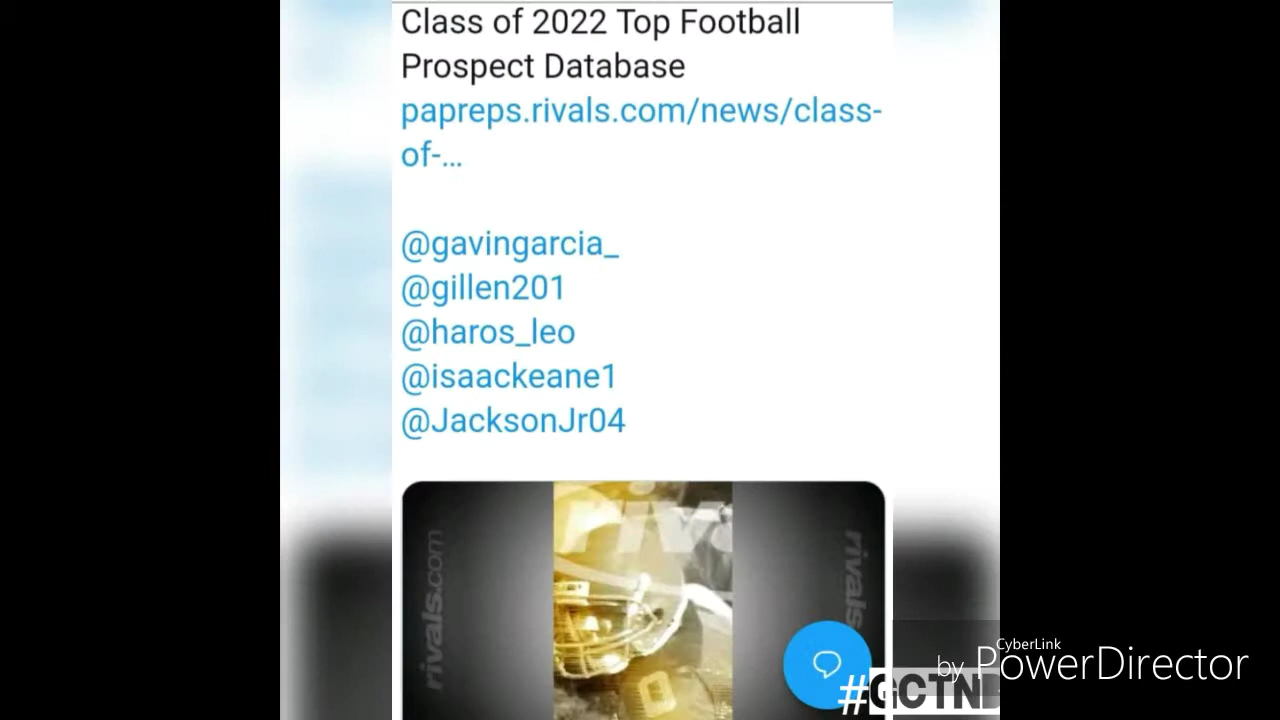 Class of 2022 Top Football
Prospect Database
papreps.rivals.com/news/class-
of-...
@gavingarcia_
@gillen201
@haros_leo
@isaackeane1
@JacksonJr04
rivals.com
rivals
CyberLink
by PowerDirector